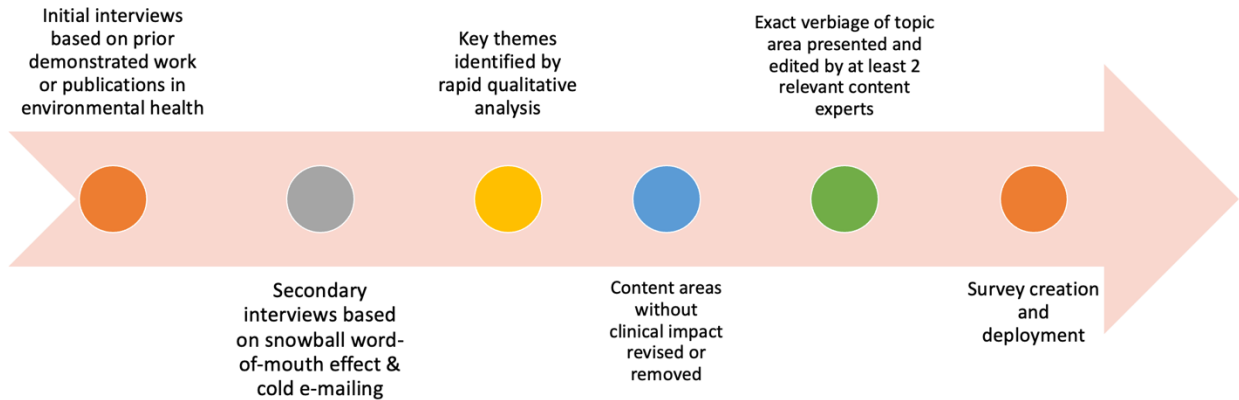 Initial interviews
based on prior
demonstrated work
or publications in
environmental health
Secondary
interviews based
on snowball word-
of-mouth effect &
cold e-mailing
Key themes
identified by
rapid qualitative
analysis
Content areas
without
clinical impact
revised or
removed
Exact verbiage of topic
area presented and
edited by at least 2
relevant content
experts
Survey creation
and
deployment